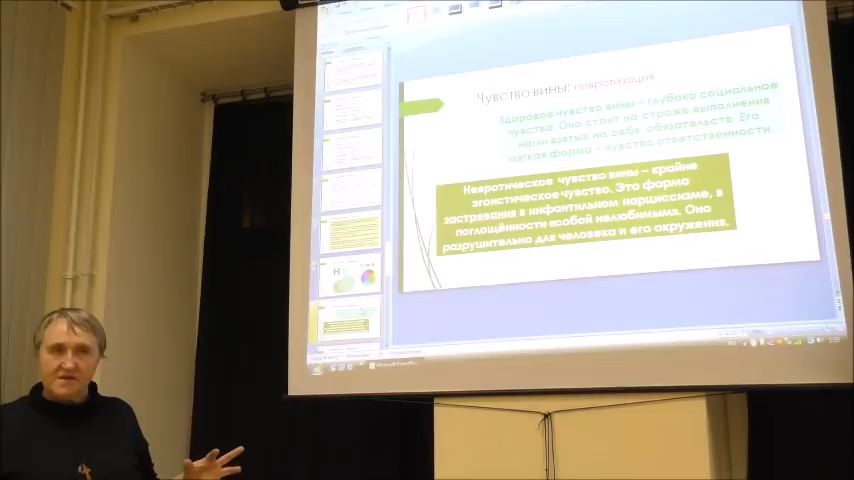 Чувство вины: невротизация
Здоровое чувство вины – глубоко социальное
чувство. Оно стоит на страже выполнения
нами взятых на себя обязательств. Его
мягкая форма – чувство ответственности.
Невротическое чувство вины – крайне
эгоистическое чувство. Это форма
застревания в инфантильном нарциссизме, в
поглощённости «собой нелюбимым». Оно
разрушительно для человека и его окружения.